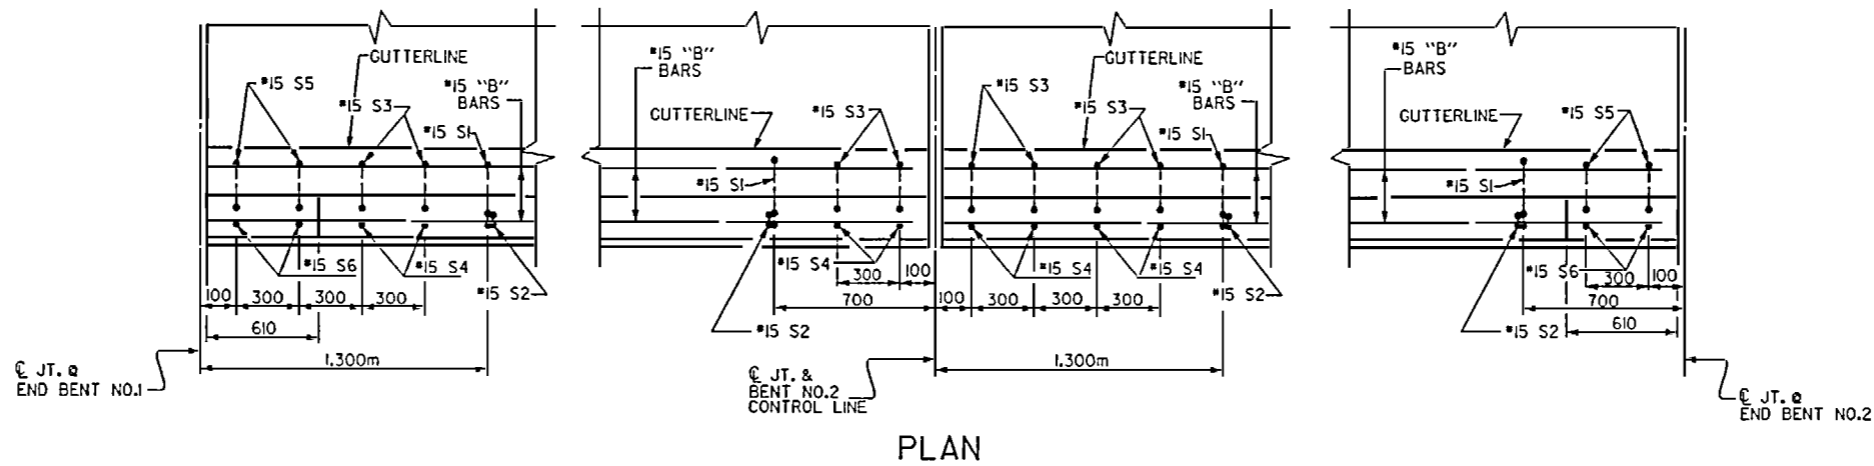 GUTTERLINE
#15 S5
#15 S3
#15 "B"
BARS
#15 S1
#15 S6
#15 S4
#15 S2
100
300
300
300
610
1.300m
℄ JT. @
END BENT NO.1
#15 "B"
BARS
GUTTERLINE
#15 S3
#15 S1
#15 S4
300
100
700
#15 S2
℄ JT. &
BENT NO.2
CONTROL LINE
GUTTERLINE
#15 S3
#15 S3
#15 "B"
BARS
#15 S1
#15 S4
#15 S4
#15 S2
100
300
300
300
1.300m
#15 "B"
BARS
GUTTERLINE
#15 S5
#15 S1
#15 S6
300
100
700
#15 S2
610
℄ JT. @
END BENT NO.2
PLAN